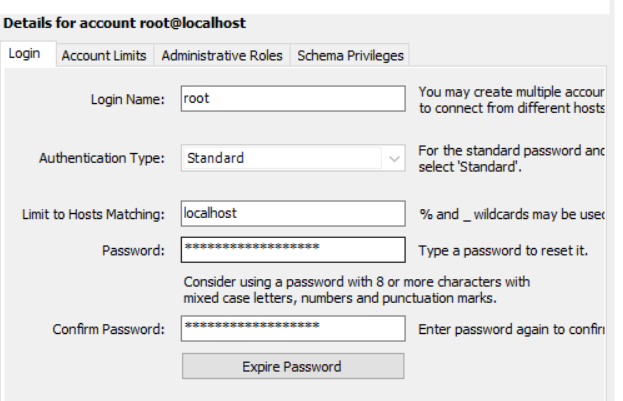 Details for account root@localhost
Login Account Limits Administrative Roles Schema Privileges
Login Name: root You may create multiple accour
to connect from different hosts
Authentication Type: Standard For the standard password and
select 'Standard'.
Limit to Hosts Matching: localhost % and _ wildcards may be used
Password: ****************** Type a password to reset it.
Consider using a password with 8 or more characters with
mixed case letters, numbers and punctuation marks.
Confirm Password: ****************** Enter password again to confir
Expire Password